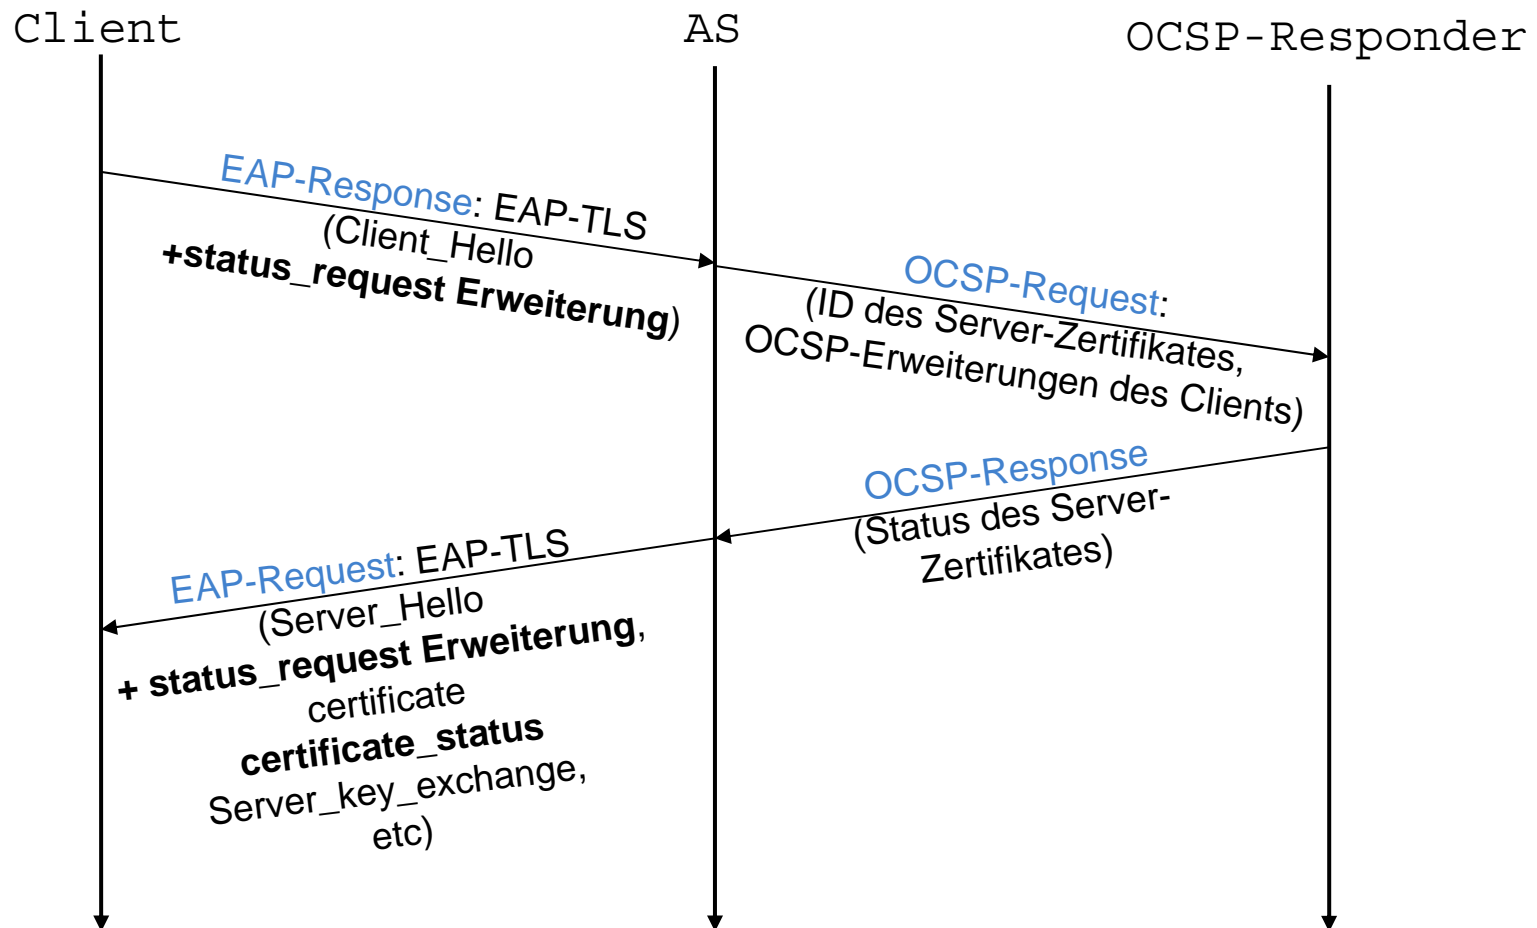 Client
AS
OCSP-Responder
EAP-Response: EAP-TLS
(Client_Hello
+status_request Erweiterung)
OCSP-Request:
(ID des Server-Zertifikates,
OCSP-Erweiterungen des Clients)
OCSP-Response
(Status des Server-
Zertifikates)
EAP-Request: EAP-TLS
(Server_Hello
+ status_request Erweiterung,
certificate
certificate_status
Server_key_exchange,
etc)